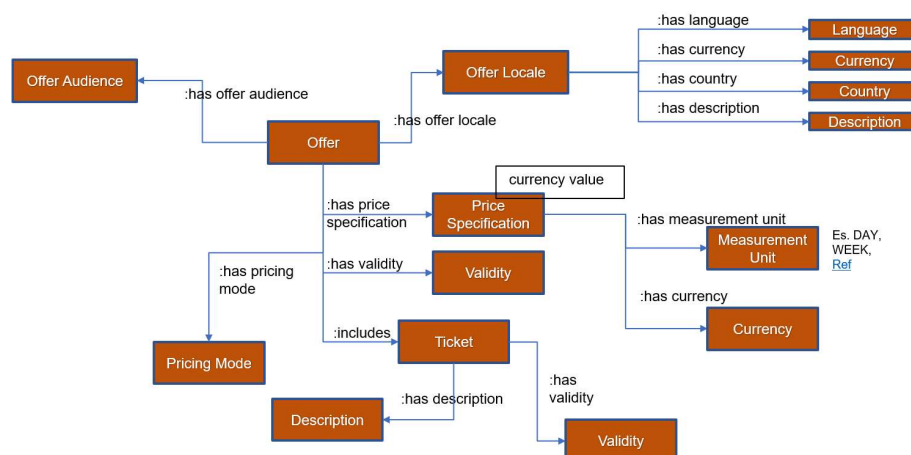 :has language
Language
:has currency
Currency
Offer Audience
Offer Locale
:has country
Country
:has offer audience
:has description
Description
:has offer locale
Offer
currency value
:has price
specification
Price
Specification
:has measurement unit
Measurement
Unit
Es. DAY,
WEEK,
Ref
:has pricing
mode
:has validity
Validity
:has currency
Currency
:includes
Ticket
Pricing Mode
:has
validity
:has description
Description
Validity